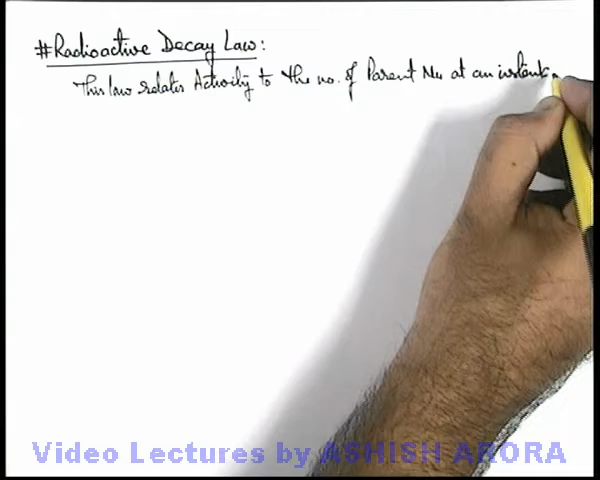 #Radioactive Decay Law:
This law relates Activity to the no. of Parent Nu at an instant.
Video Lectures by ASHISH ARORA